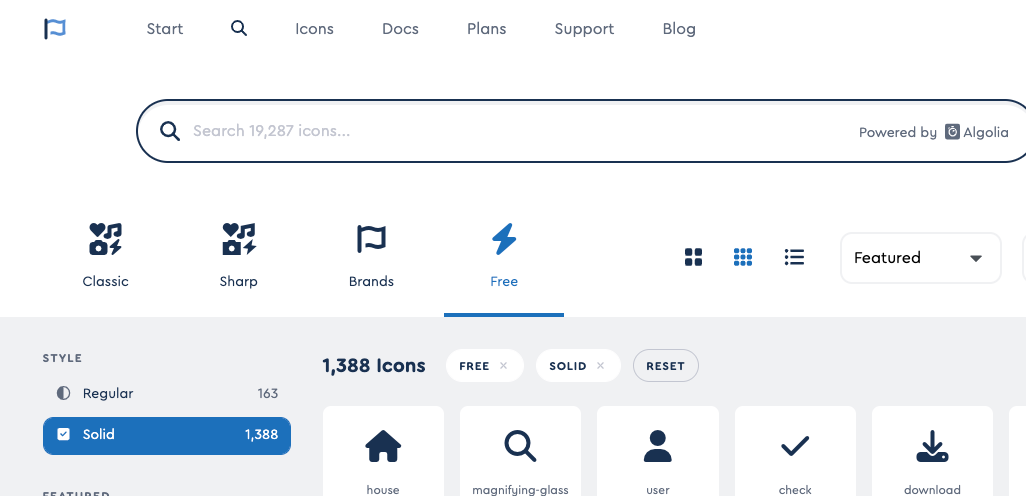 Start Icons Docs Plans Support Blog
Search 19,287 icons... Powered by Algolia
Classic Sharp Brands Free
Featured
STYLE
Regular 163
Solid 1,388
FEATURED
1,388 Icons FREE × SOLID × RESET
house magnifying-glass user check download